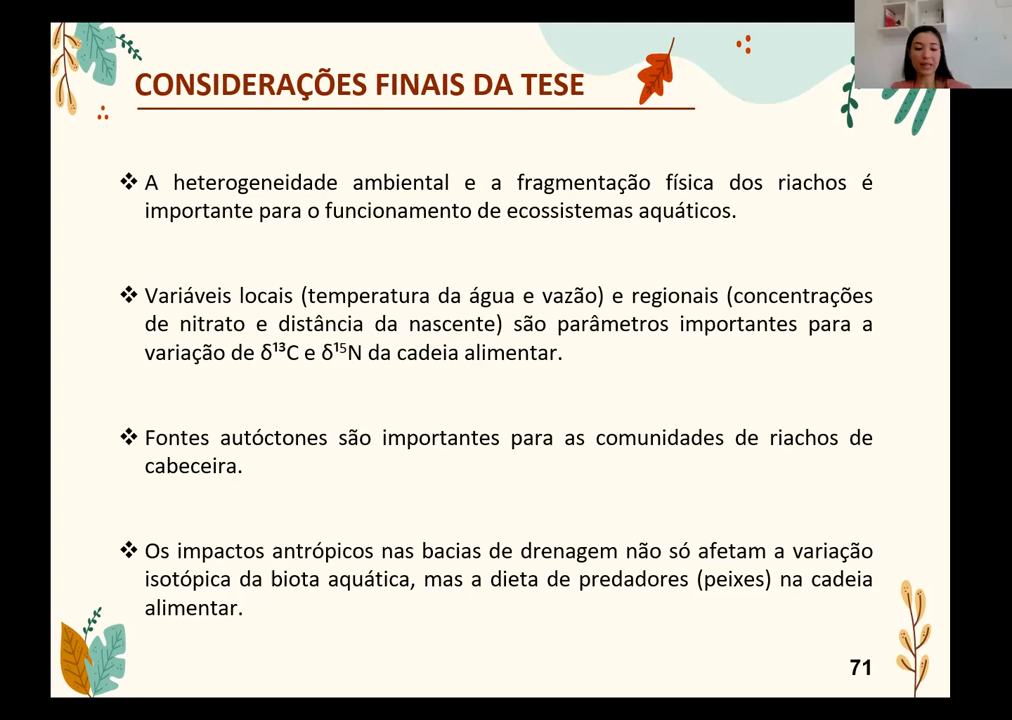 CONSIDERAÇÕES FINAIS DA TESE
❖ A heterogeneidade ambiental e a fragmentação física dos riachos é
importante para o funcionamento de ecossistemas aquáticos.
❖ Variáveis locais (temperatura da água e vazão) e regionais (concentrações
de nitrato e distância da nascente) são parâmetros importantes para a
variação de δ¹³C e δ¹⁵N da cadeia alimentar.
❖ Fontes autóctones são importantes para as comunidades de riachos de
cabeceira.
❖ Os impactos antrópicos nas bacias de drenagem não só afetam a variação
isotópica da biota aquática, mas a dieta de predadores (peixes) na cadeia
alimentar.
71